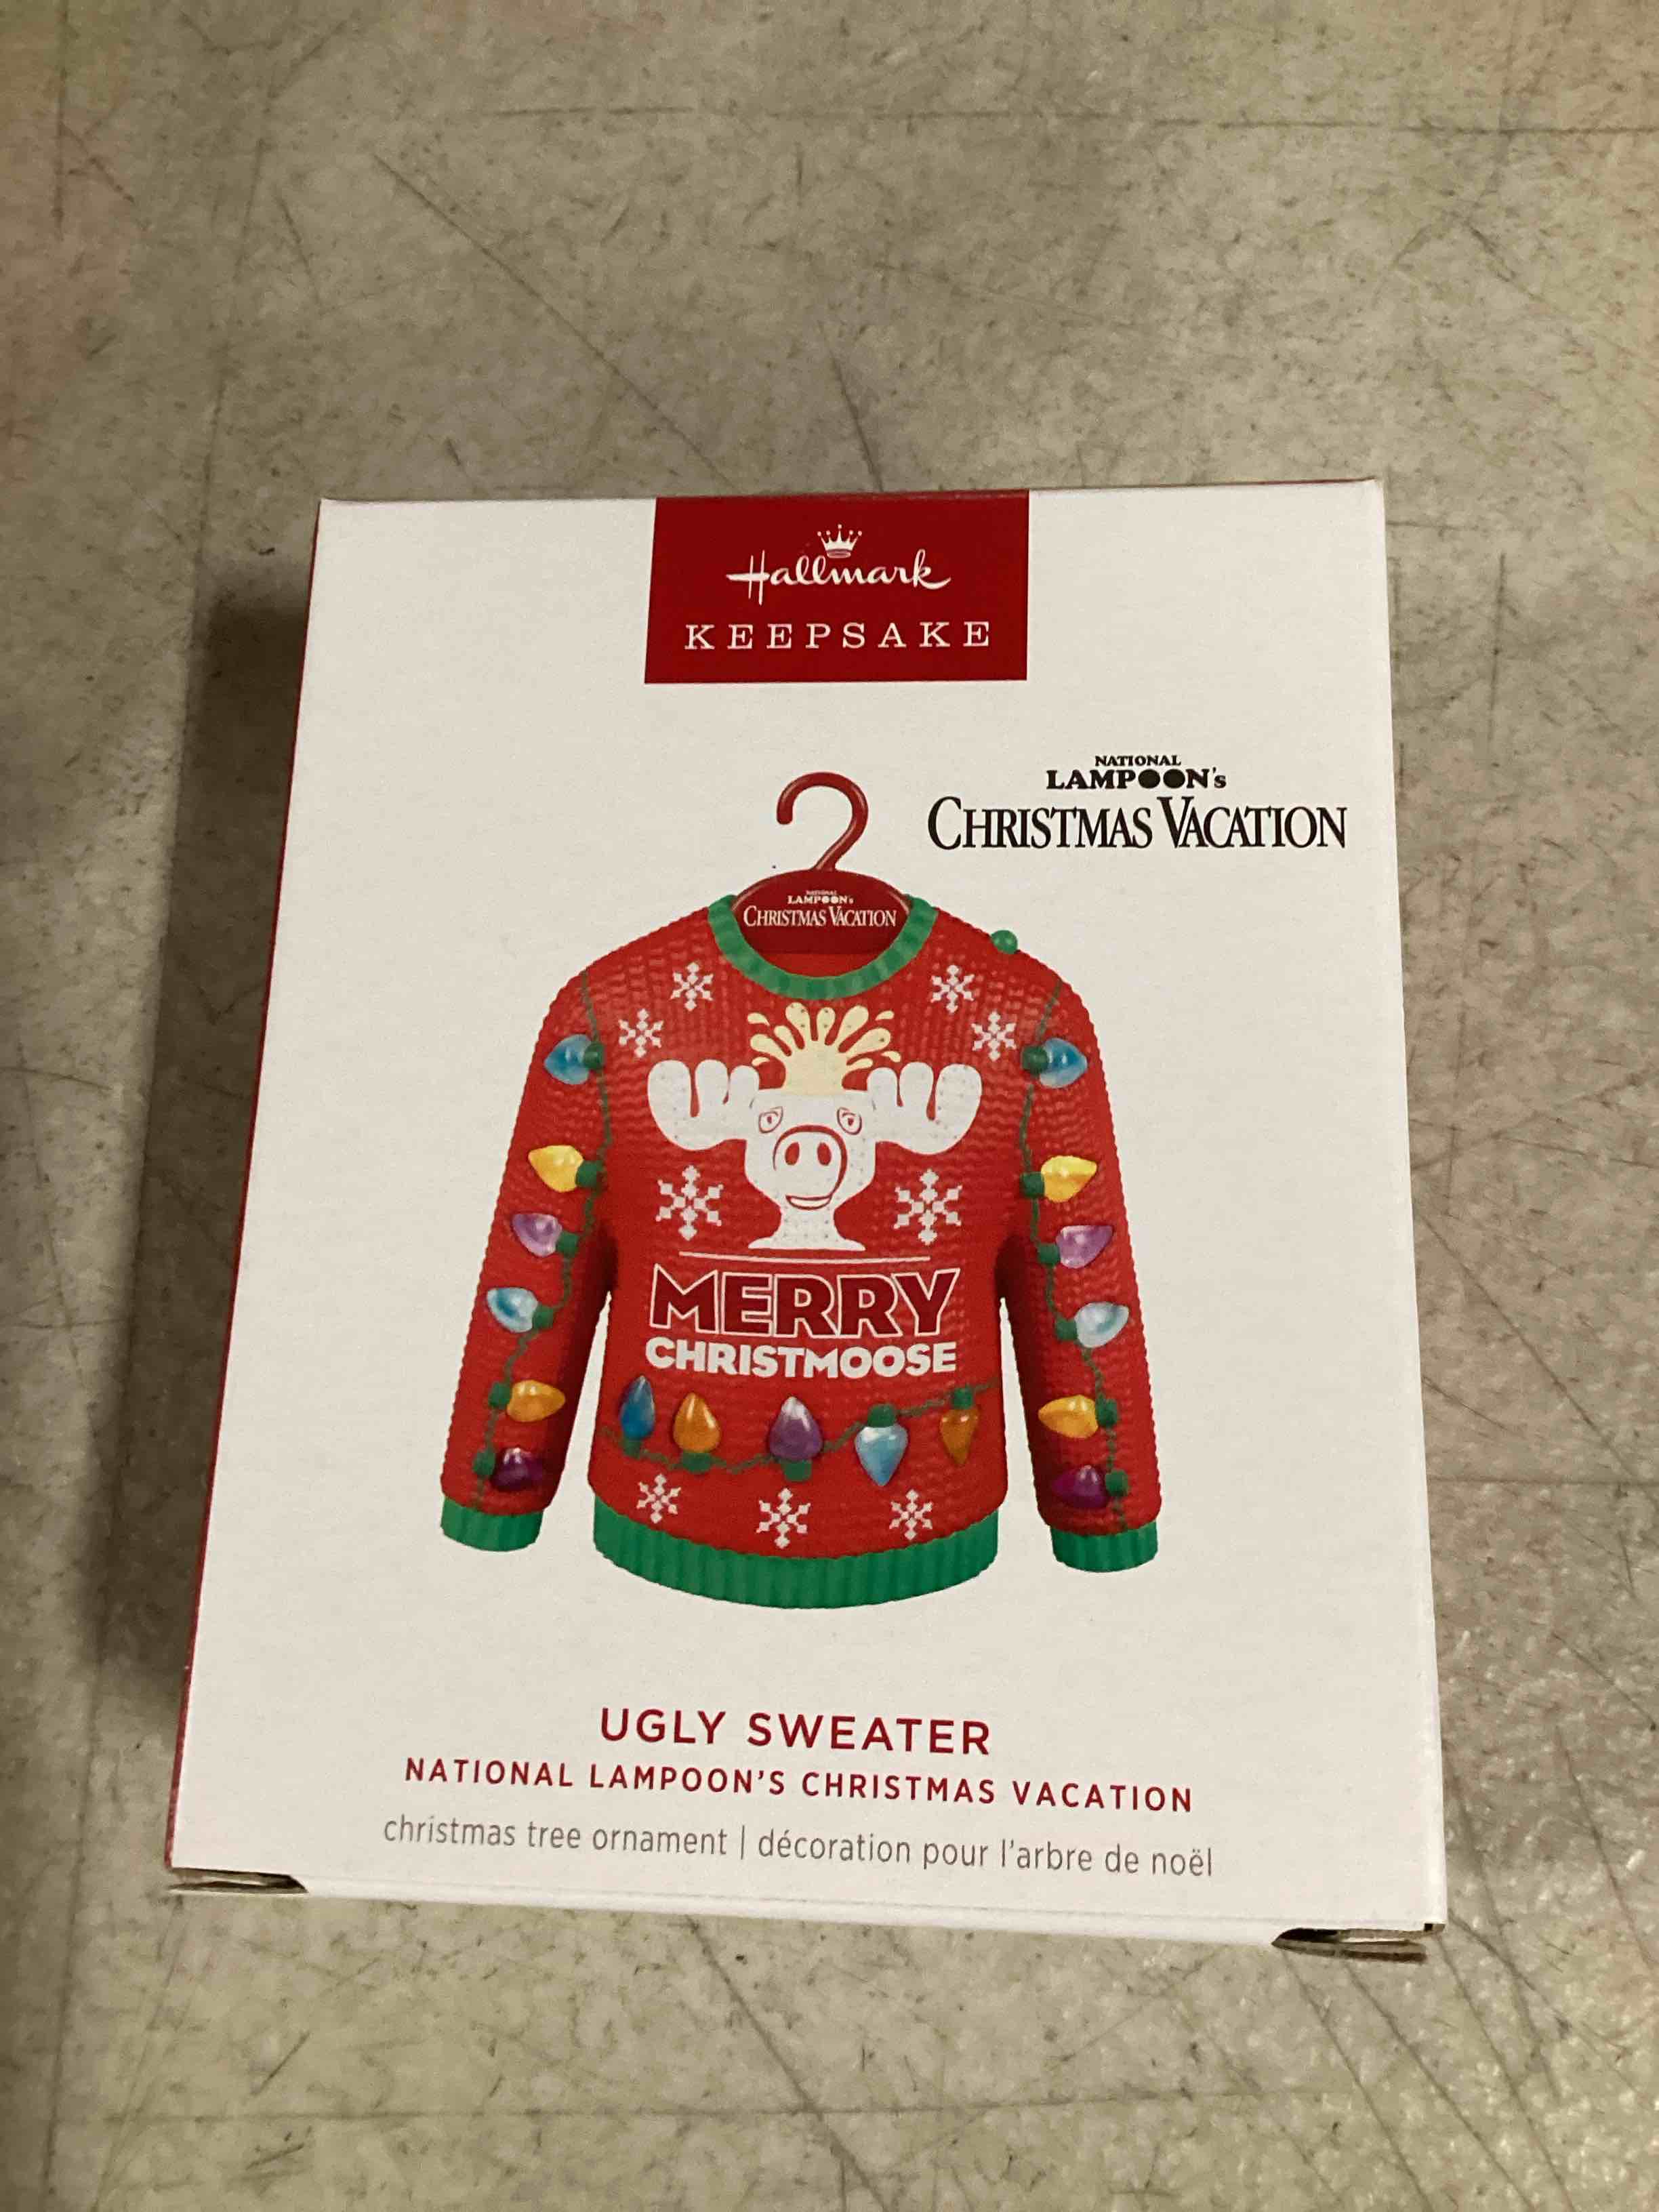 Hallmark
KEEPSAKE
NATIONAL
LAMPOON's
CHRISTMAS VACATION
NATIONAL
LAMPOON's
CHRISTMAS VACATION
MERRY
CHRISTMOOSE
UGLY SWEATER
NATIONAL LAMPOON'S CHRISTMAS VACATION
christmas tree ornament | décoration pour l'arbre de noël